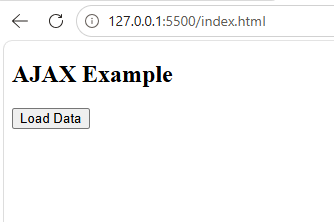 127.0.0.1:5500/index.html
AJAX Example
Load Data